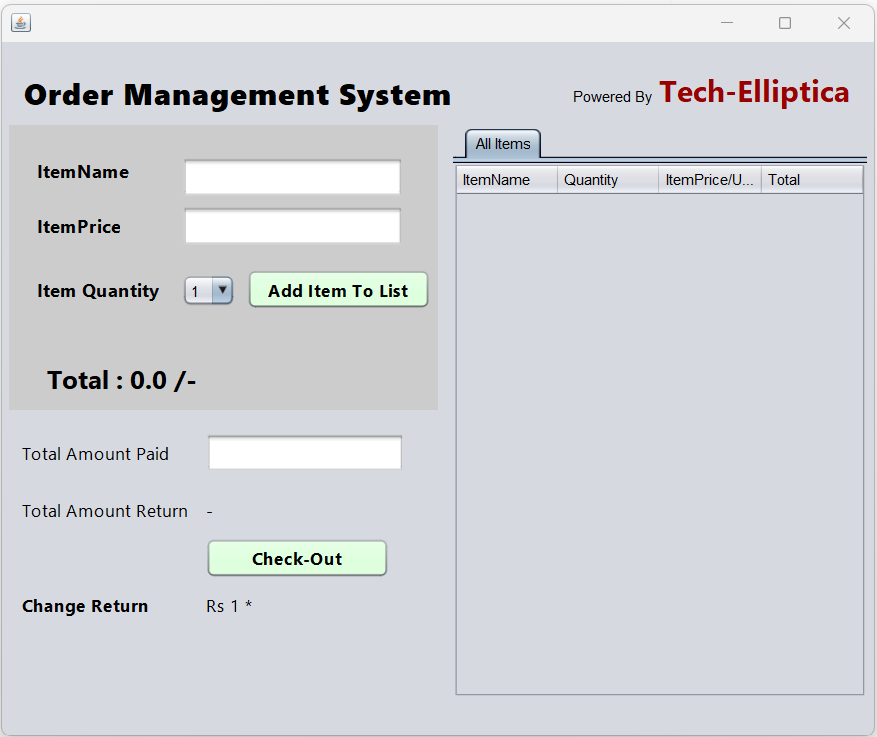 Order Management System
Powered By Tech-Elliptica
ItemName
ItemPrice
Item Quantity 1 Add Item To List
Total : 0.0 /-
Total Amount Paid
Total Amount Return -
Check-Out
Change Return Rs 1 *
All Items
ItemName Quantity ItemPrice/U... Total